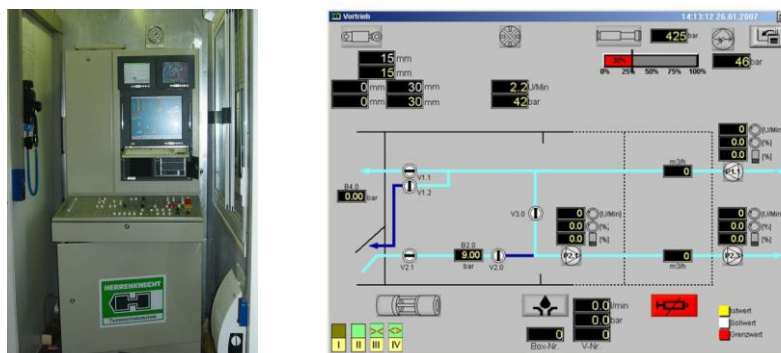 HERRENKNECHT
Vortrieb
14:13:12 26.01.2007
15 mm
15 mm
0 mm 30 mm
0 mm 30 mm
2.2 U/Min
42 bar
425 bar
30%
0% 25% 50% 75% 100%
46 bar
0 [U/Min]
0.0 [%]
0.0 [%]
B4.0
0.00 bar
V1.1
V1.2
m3/h
0
P1.1
V3.0
0 [U/Min]
0.0 [%]
0.0 [%]
0
0.0
0.0
V2.1
B2.0
9.00
bar
V2.0
P2.1
0
m3/h
I II III IV
0.0 l/min
0.0 bar
0 0
Box-Nr. V-Nr.
Istwert
Sollwert
Grenzwert